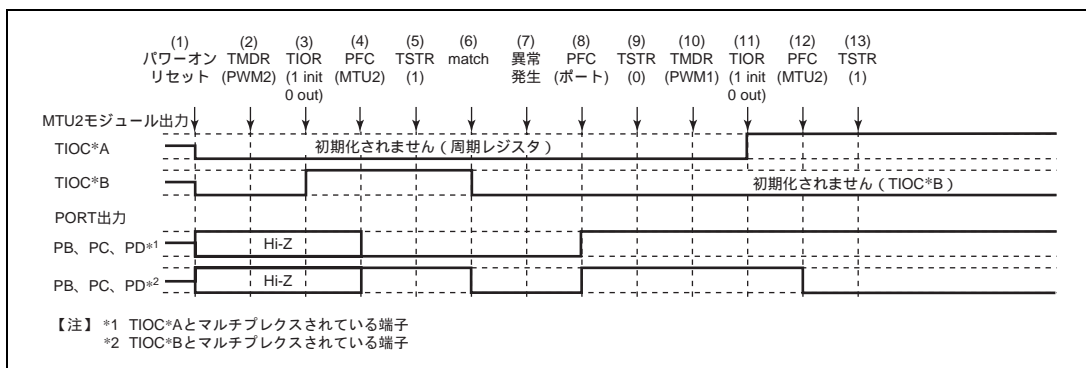 (1) (2) (3) (4) (5) (6) (7) (8) (9) (10) (11) (12) (13)
パワーオン TMDR TIOR PFC TSTR match 異常 PFC TSTR TMDR TIOR PFC TSTR
リセット (PWM2) (1 init (MTU2) (1) 発生 (ポート) (0) (PWM1) (1 init (MTU2) (1)
0 out) 0 out)
MTU2モジュール出力
TIOC*A 初期化されません(周期レジスタ)
TIOC*B 初期化されません(TIOC*B)
PORT出力
PB、PC、PD*1 Hi-Z
PB、PC、PD*2 Hi-Z
【注】 *1 TIOC*Aとマルチプレクスされている端子
*2 TIOC*Bとマルチプレクスされている端子